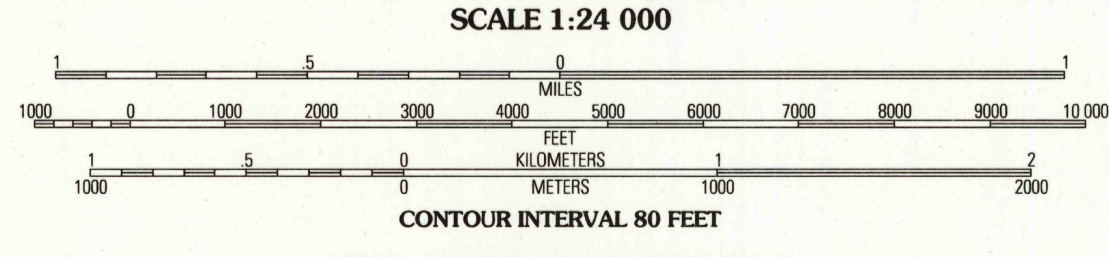 SCALE 1:24 000
1 .5 0 1
MILES
1000 0 1000 2000 3000 4000 5000 6000 7000 8000 9000 10 000
FEET
1 .5 0 KILOMETERS 1 2
1000 0 METERS 1000 2000
CONTOUR INTERVAL 80 FEET